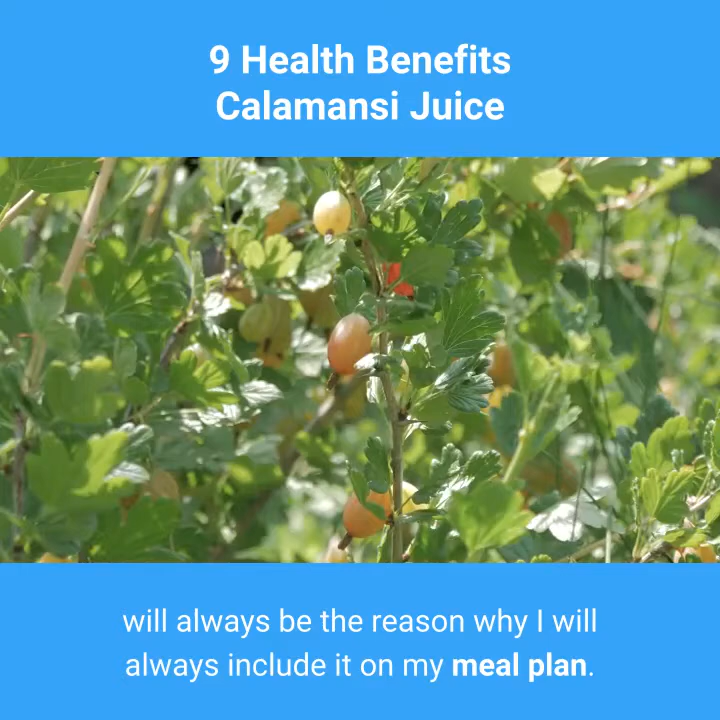 9 Health Benefits
Calamansi Juice
will always be the reason why I will
always include it on my meal plan.